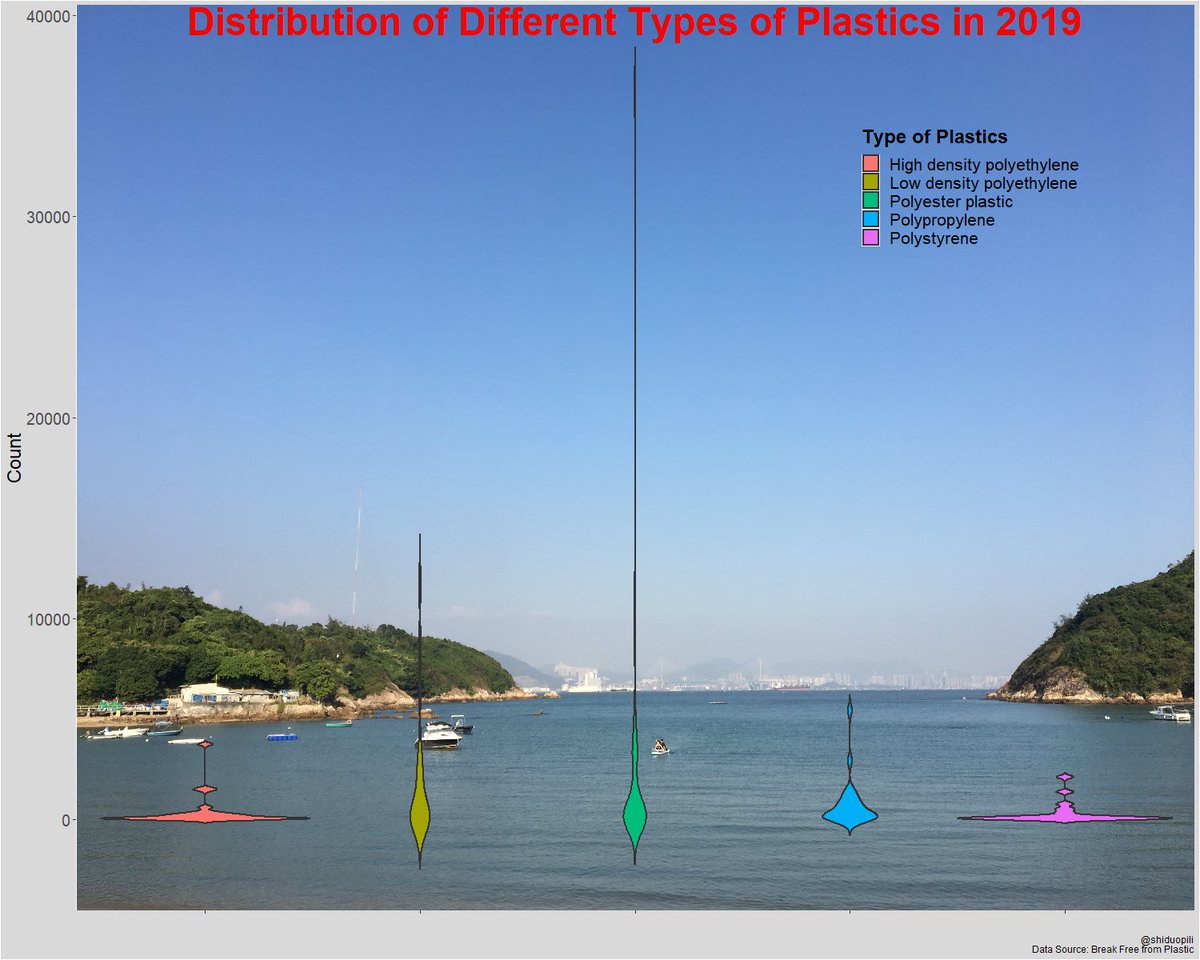 Distribution of Different Types of Plastics in 2019
40000
30000
20000
10000
0
Count
Type of Plastics
High density polyethylene
Low density polyethylene
Polyester plastic
Polypropylene
Polystyrene
@shiduopili
Data Source: Break Free from Plastic